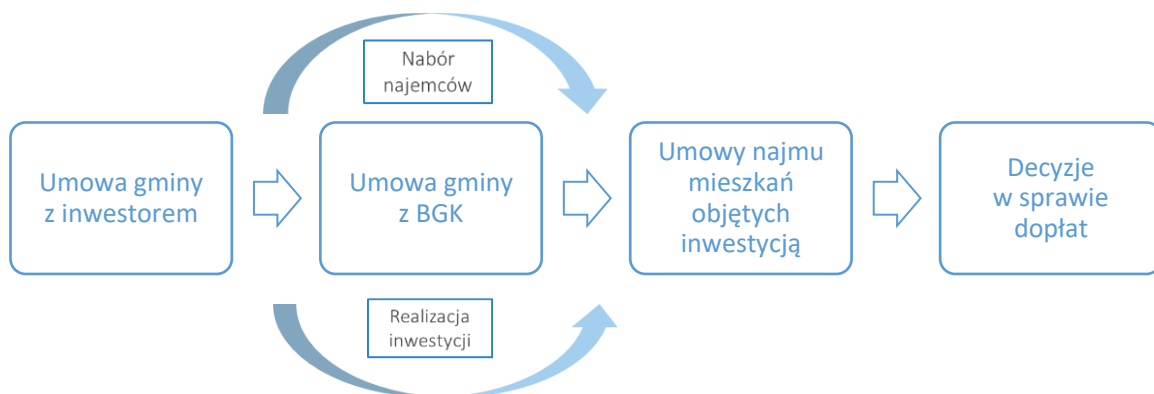 Nabór
najemców
Umowa gminy
z inwestorem
Umowa gminy
z BGK
Umowy najmu
mieszkań
objętych
inwestycją
Decyzje
w sprawie
dopłat
Realizacja
inwestycji